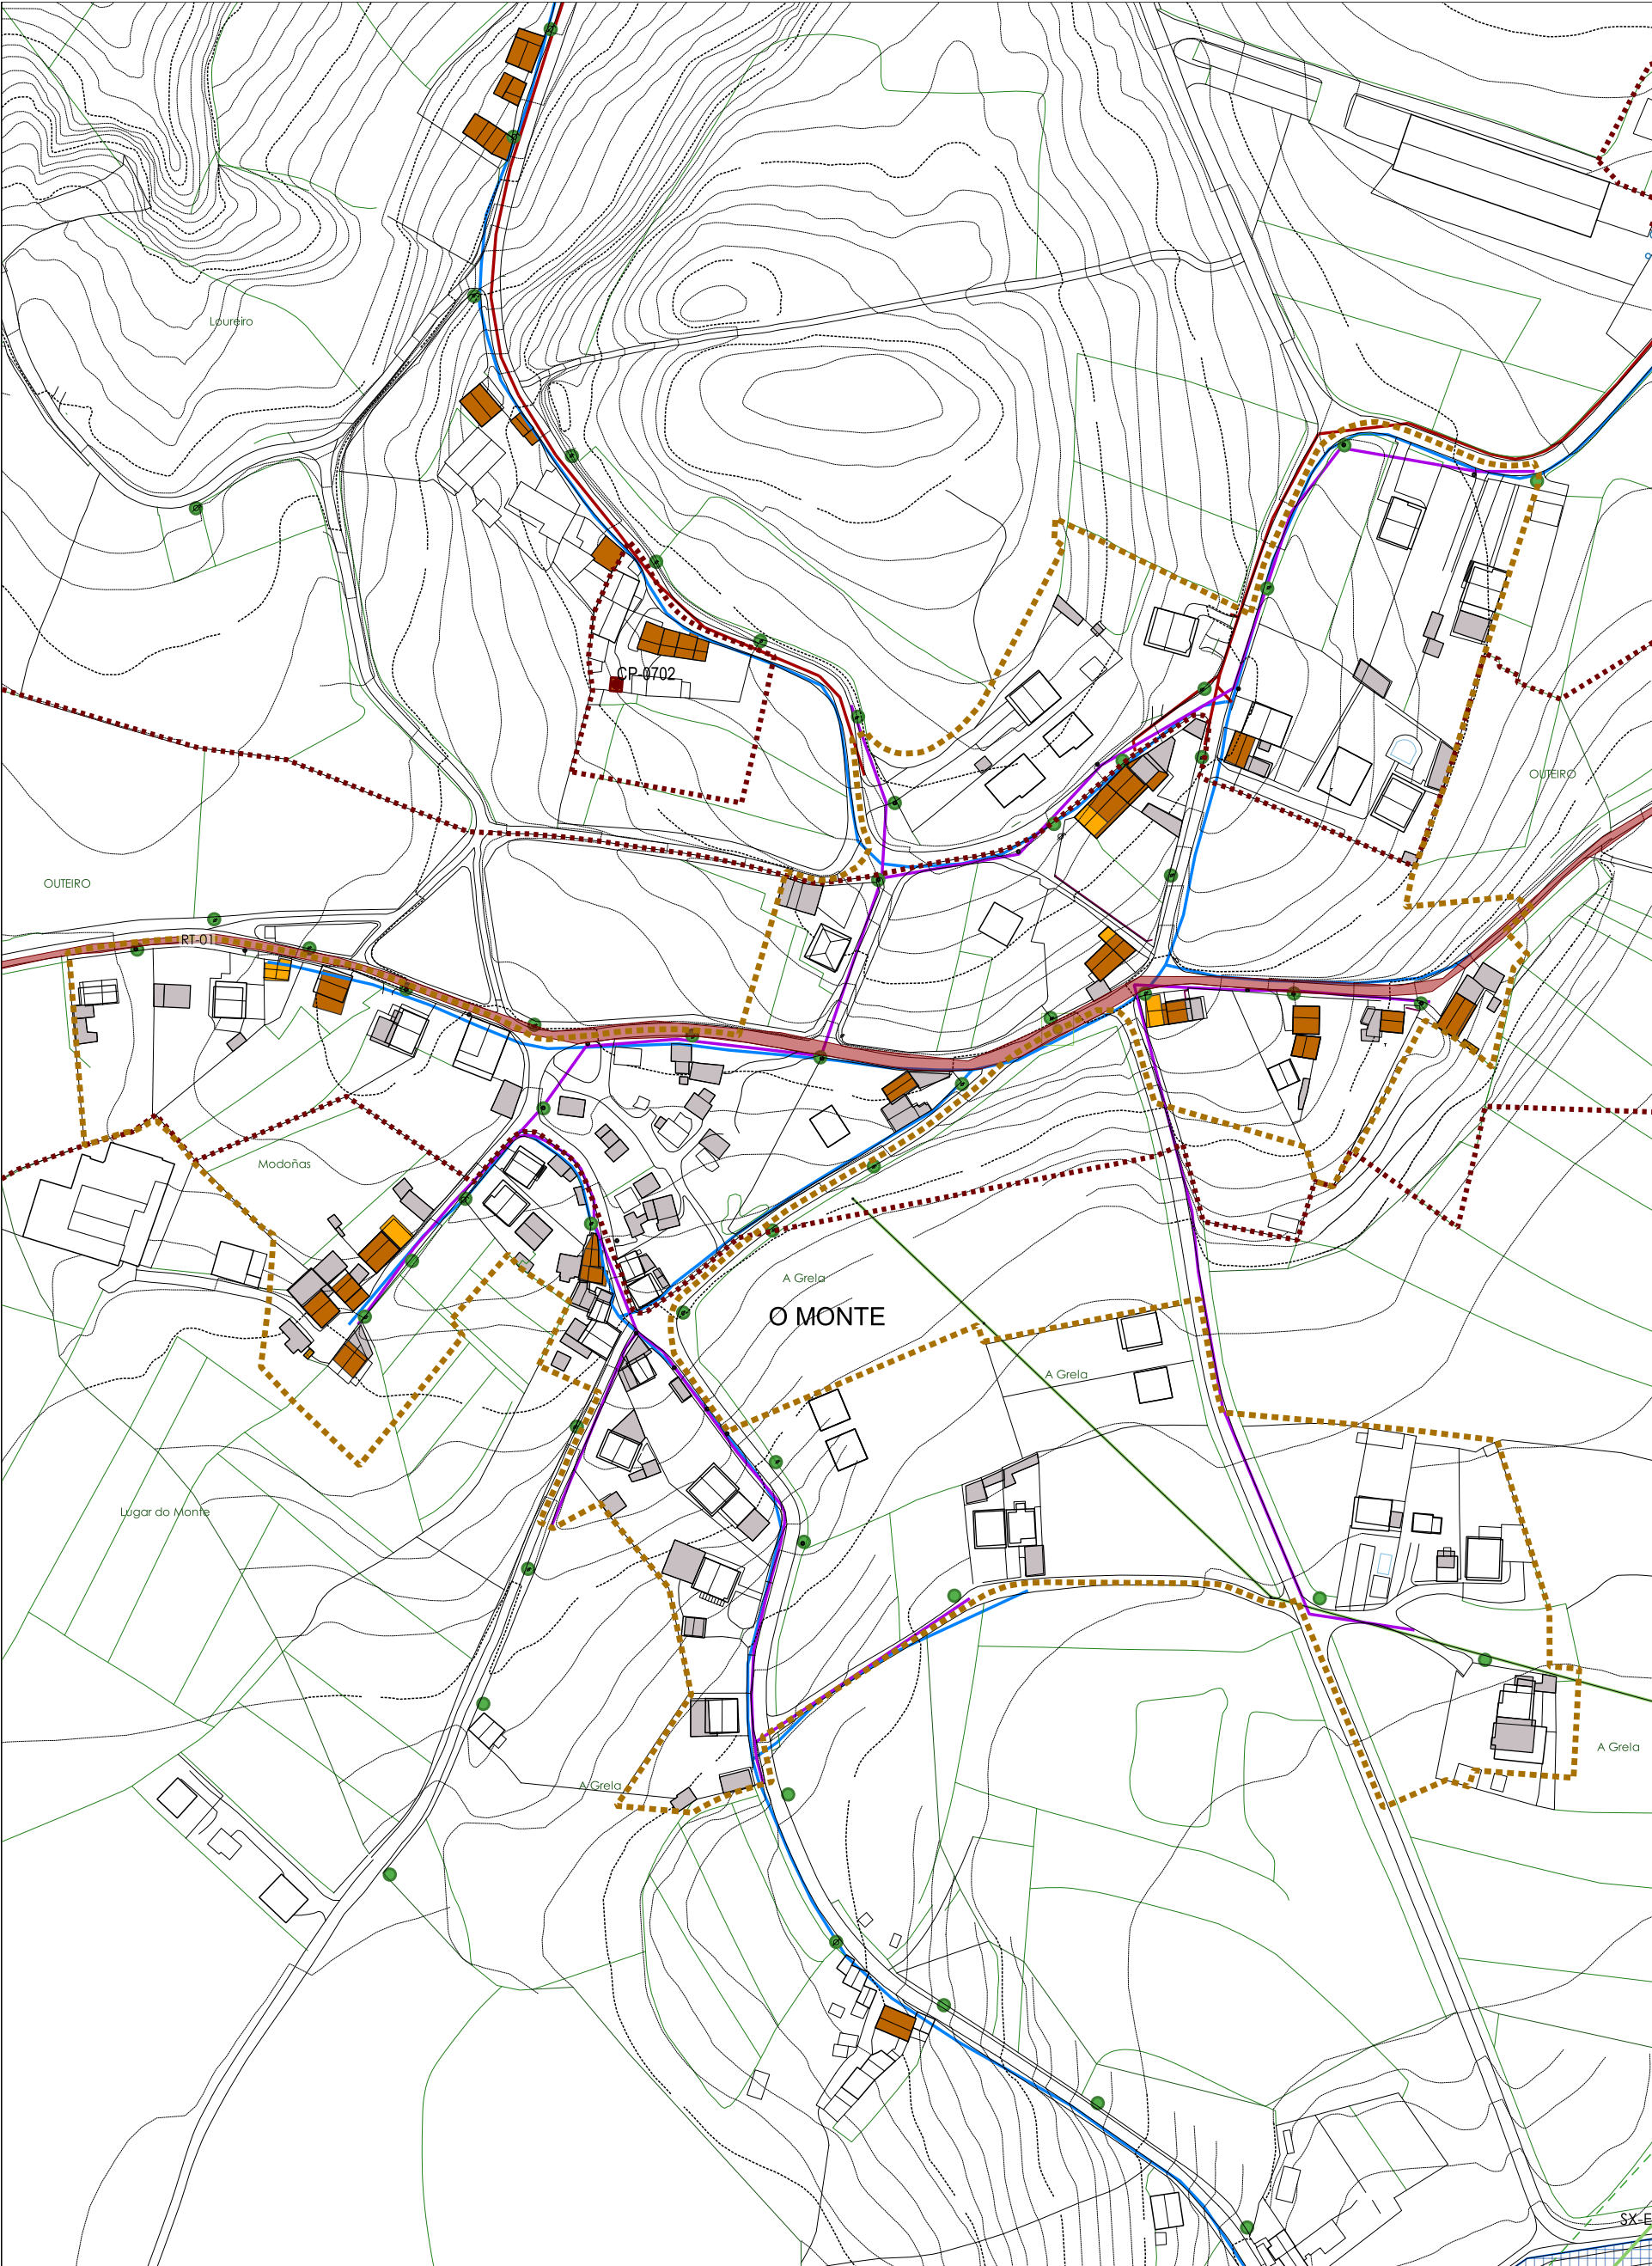 Loureiro
CP-0702
OUTEIRO
OUTEIRO
RT-01
Modoñas
A Grela
O MONTE
A Grela
Lugar do Monte
A Grela
A Grela
SX-E